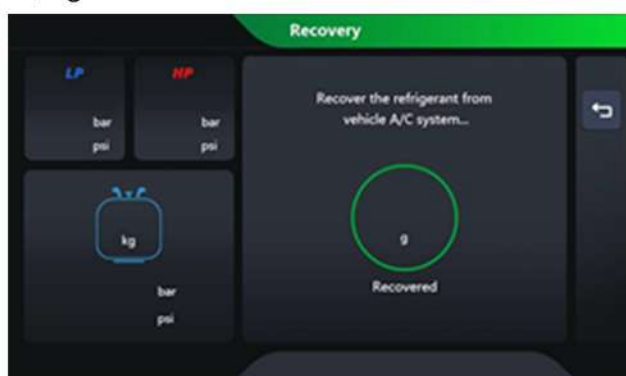 Recovery
LP
HP
bar
psi
bar
psi
Recover the refrigerant from
vehicle A/C system...
kg
bar
psi
g
Recovered